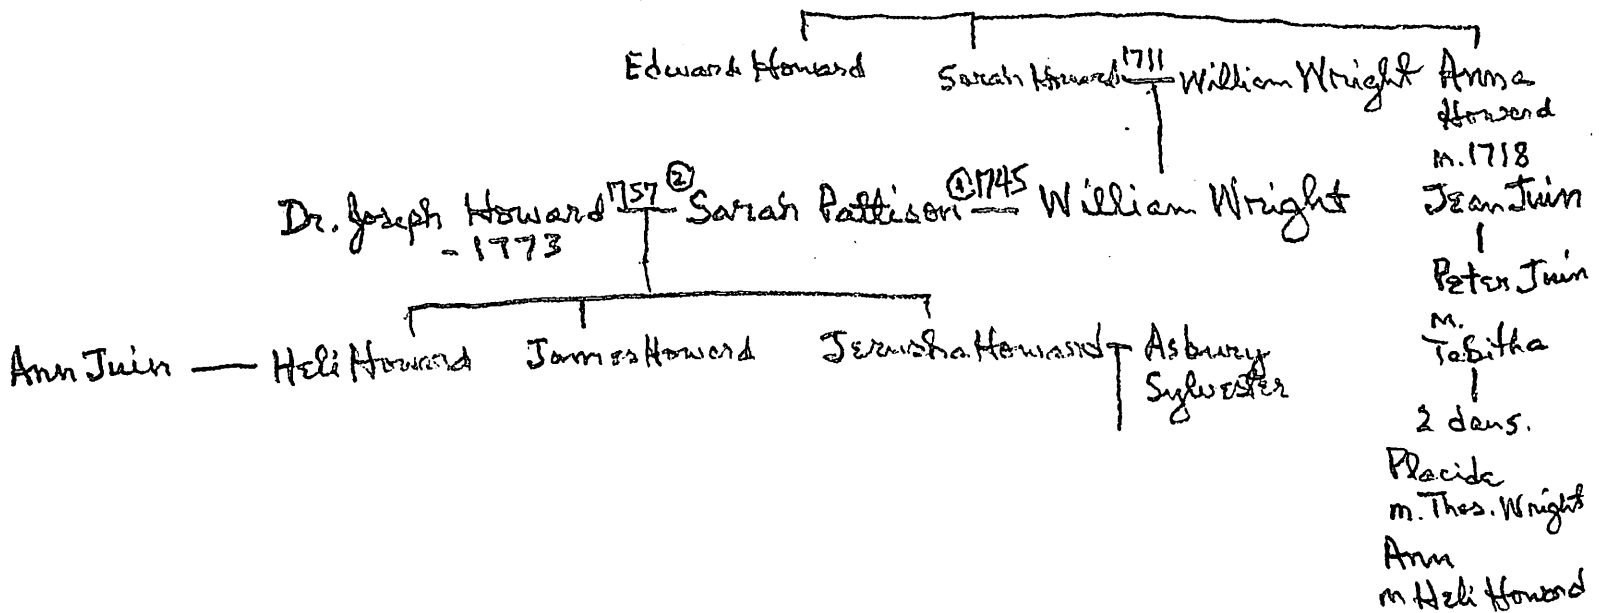 Edward Howard Sarah Howard 1711 William Wright Anna
Howard
m. 1718
Dr. Joseph Howard 1757 ② Sarah Pattison ① 1745 William Wright Jean Juin
- 1773
Peter Juin
m.
Tabitha
Ann Juin — Heli Howard James Howard Jerusha Howard Asbury
Sylvester
2 daus.
Placide
m. Thos. Wright
Ann
m Heli Howard